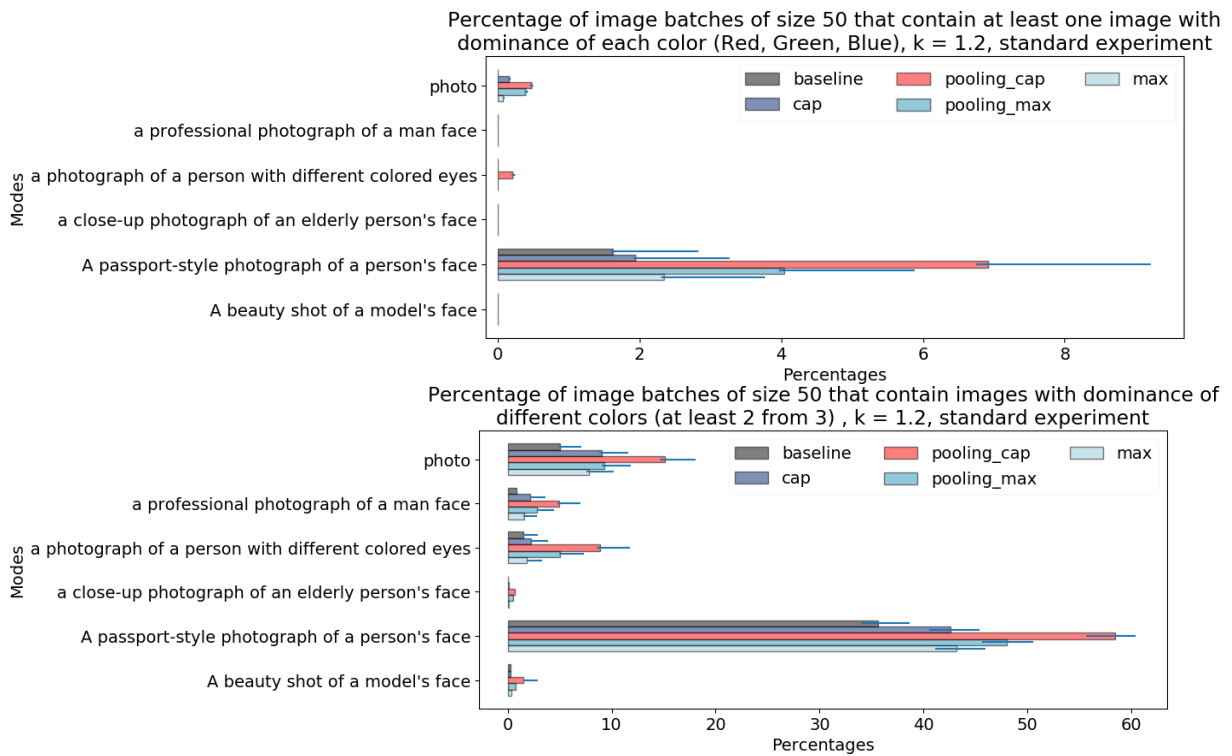 Percentage of image batches of size 50 that contain at least one image with
dominance of each color (Red, Green, Blue), k = 1.2, standard experiment
baseline
cap
pooling_cap
pooling_max
max
photo
a professional photograph of a man face
a photograph of a person with different colored eyes
a close-up photograph of an elderly person's face
A passport-style photograph of a person's face
A beauty shot of a model's face
Modes
0 2 4 6 8
Percentages
Percentage of image batches of size 50 that contain images with dominance of
different colors (at least 2 from 3) , k = 1.2, standard experiment
baseline
cap
pooling_cap
pooling_max
max
photo
a professional photograph of a man face
a photograph of a person with different colored eyes
a close-up photograph of an elderly person's face
A passport-style photograph of a person's face
A beauty shot of a model's face
Modes
0 10 20 30 40 50 60
Percentages